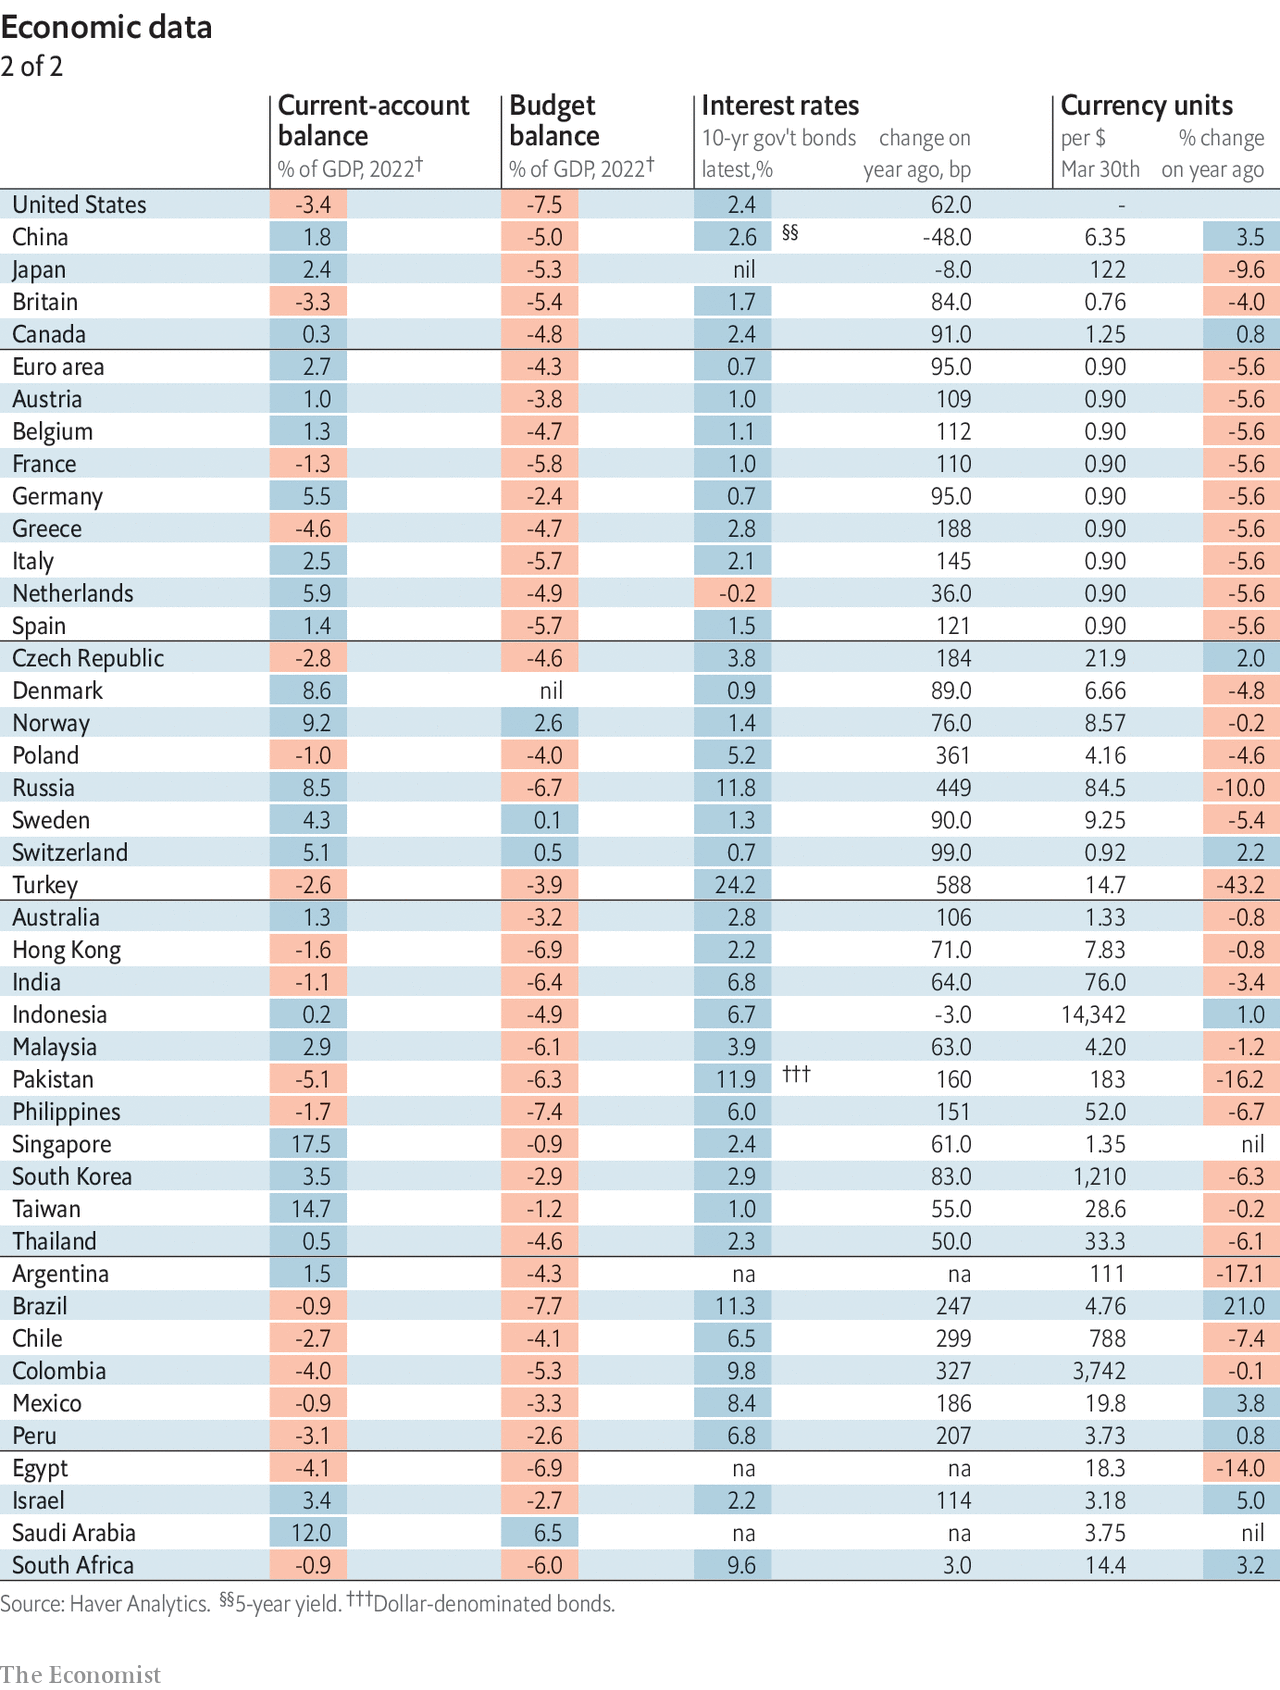 Economic data
2 of 2
Current-account balance % of GDP, 2022† Budget balance % of GDP, 2022† Interest rates 10-yr gov't bonds latest,% change on year ago, bp Currency units per $ Mar 30th % change on year ago
United States -3.4 -7.5 2.4 62.0 -
China 1.8 -5.0 2.6 §§ -48.0 6.35 3.5
Japan 2.4 -5.3 nil -8.0 122 -9.6
Britain -3.3 -5.4 1.7 84.0 0.76 -4.0
Canada 0.3 -4.8 2.4 91.0 1.25 0.8
Euro area 2.7 -4.3 0.7 95.0 0.90 -5.6
Austria 1.0 -3.8 1.0 109 0.90 -5.6
Belgium 1.3 -4.7 1.1 112 0.90 -5.6
France -1.3 -5.8 1.0 110 0.90 -5.6
Germany 5.5 -2.4 0.7 95.0 0.90 -5.6
Greece -4.6 -4.7 2.8 188 0.90 -5.6
Italy 2.5 -5.7 2.1 145 0.90 -5.6
Netherlands 5.9 -4.9 -0.2 36.0 0.90 -5.6
Spain 1.4 -5.7 1.5 121 0.90 -5.6
Czech Republic -2.8 -4.6 3.8 184 21.9 2.0
Denmark 8.6 nil 0.9 89.0 6.66 -4.8
Norway 9.2 2.6 1.4 76.0 8.57 -0.2
Poland -1.0 -4.0 5.2 361 4.16 -4.6
Russia 8.5 -6.7 11.8 449 84.5 -10.0
Sweden 4.3 0.1 1.3 90.0 9.25 -5.4
Switzerland 5.1 0.5 0.7 99.0 0.92 2.2
Turkey -2.6 -3.9 24.2 588 14.7 -43.2
Australia 1.3 -3.2 2.8 106 1.33 -0.8
Hong Kong -1.6 -6.9 2.2 71.0 7.83 -0.8
India -1.1 -6.4 6.8 64.0 76.0 -3.4
Indonesia 0.2 -4.9 6.7 -3.0 14,342 1.0
Malaysia 2.9 -6.1 3.9 63.0 4.20 -1.2
Pakistan -5.1 -6.3 11.9 ††† 160 183 -16.2
Philippines -1.7 -7.4 6.0 151 52.0 -6.7
Singapore 17.5 -0.9 2.4 61.0 1.35 nil
South Korea 3.5 -2.9 2.9 83.0 1,210 -6.3
Taiwan 14.7 -1.2 1.0 55.0 28.6 -0.2
Thailand 0.5 -4.6 2.3 50.0 33.3 -6.1
Argentina 1.5 -4.3 na na 111 -17.1
Brazil -0.9 -7.7 11.3 247 4.76 21.0
Chile -2.7 -4.1 6.5 299 788 -7.4
Colombia -4.0 -5.3 9.8 327 3,742 -0.1
Mexico -0.9 -3.3 8.4 186 19.8 3.8
Peru -3.1 -2.6 6.8 207 3.73 0.8
Egypt -4.1 -6.9 na na 18.3 -14.0
Israel 3.4 -2.7 2.2 114 3.18 5.0
Saudi Arabia 12.0 6.5 na na 3.75 nil
South Africa -0.9 -6.0 9.6 3.0 14.4 3.2
Source: Haver Analytics. §§5-year yield. †††Dollar-denominated bonds.
The Economist